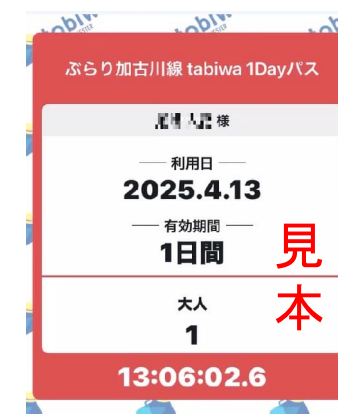 ぶらり加古川線 tabiwa 1Dayパス
様
利用日
2025.4.13
有効期間
1日間
大人
1
見本
13:06:02.6